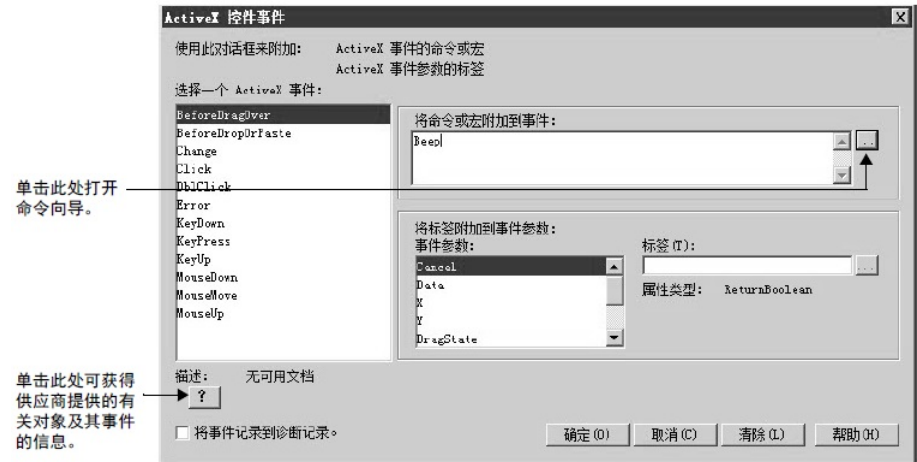 ActiveX 控件事件
使用此对话框来附加: ActiveX 事件的命令或宏
ActiveX 事件参数的标签
选择一个 ActiveX 事件:
BeforeDragOver
BeforeDropOrPaste
Change
Click
DblClick
Error
KeyDown
KeyPress
KeyUp
MouseDown
MouseMove
MouseUp
将命令或宏附加到事件:
Beep
...
单击此处打开
命令向导。
将标签附加到事件参数:
事件参数:
Cancel
Data
X
Y
DragState
标签(T):
...
属性类型: ReturnBoolean
描述: 无可用文档
?
单击此处可获得
供应商提供的有
关对象及其事件
的信息。
将事件记录到诊断记录。
确定(O) 取消(C) 清除(L) 帮助(H)